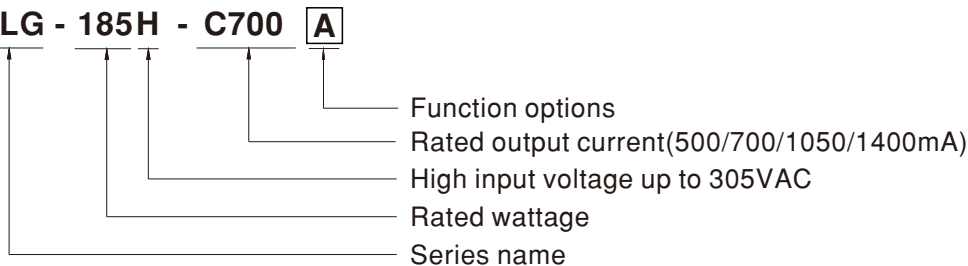 LG - 185H - C700 A
Function options
Rated output current(500/700/1050/1400mA)
High input voltage up to 305VAC
Rated wattage
Series name